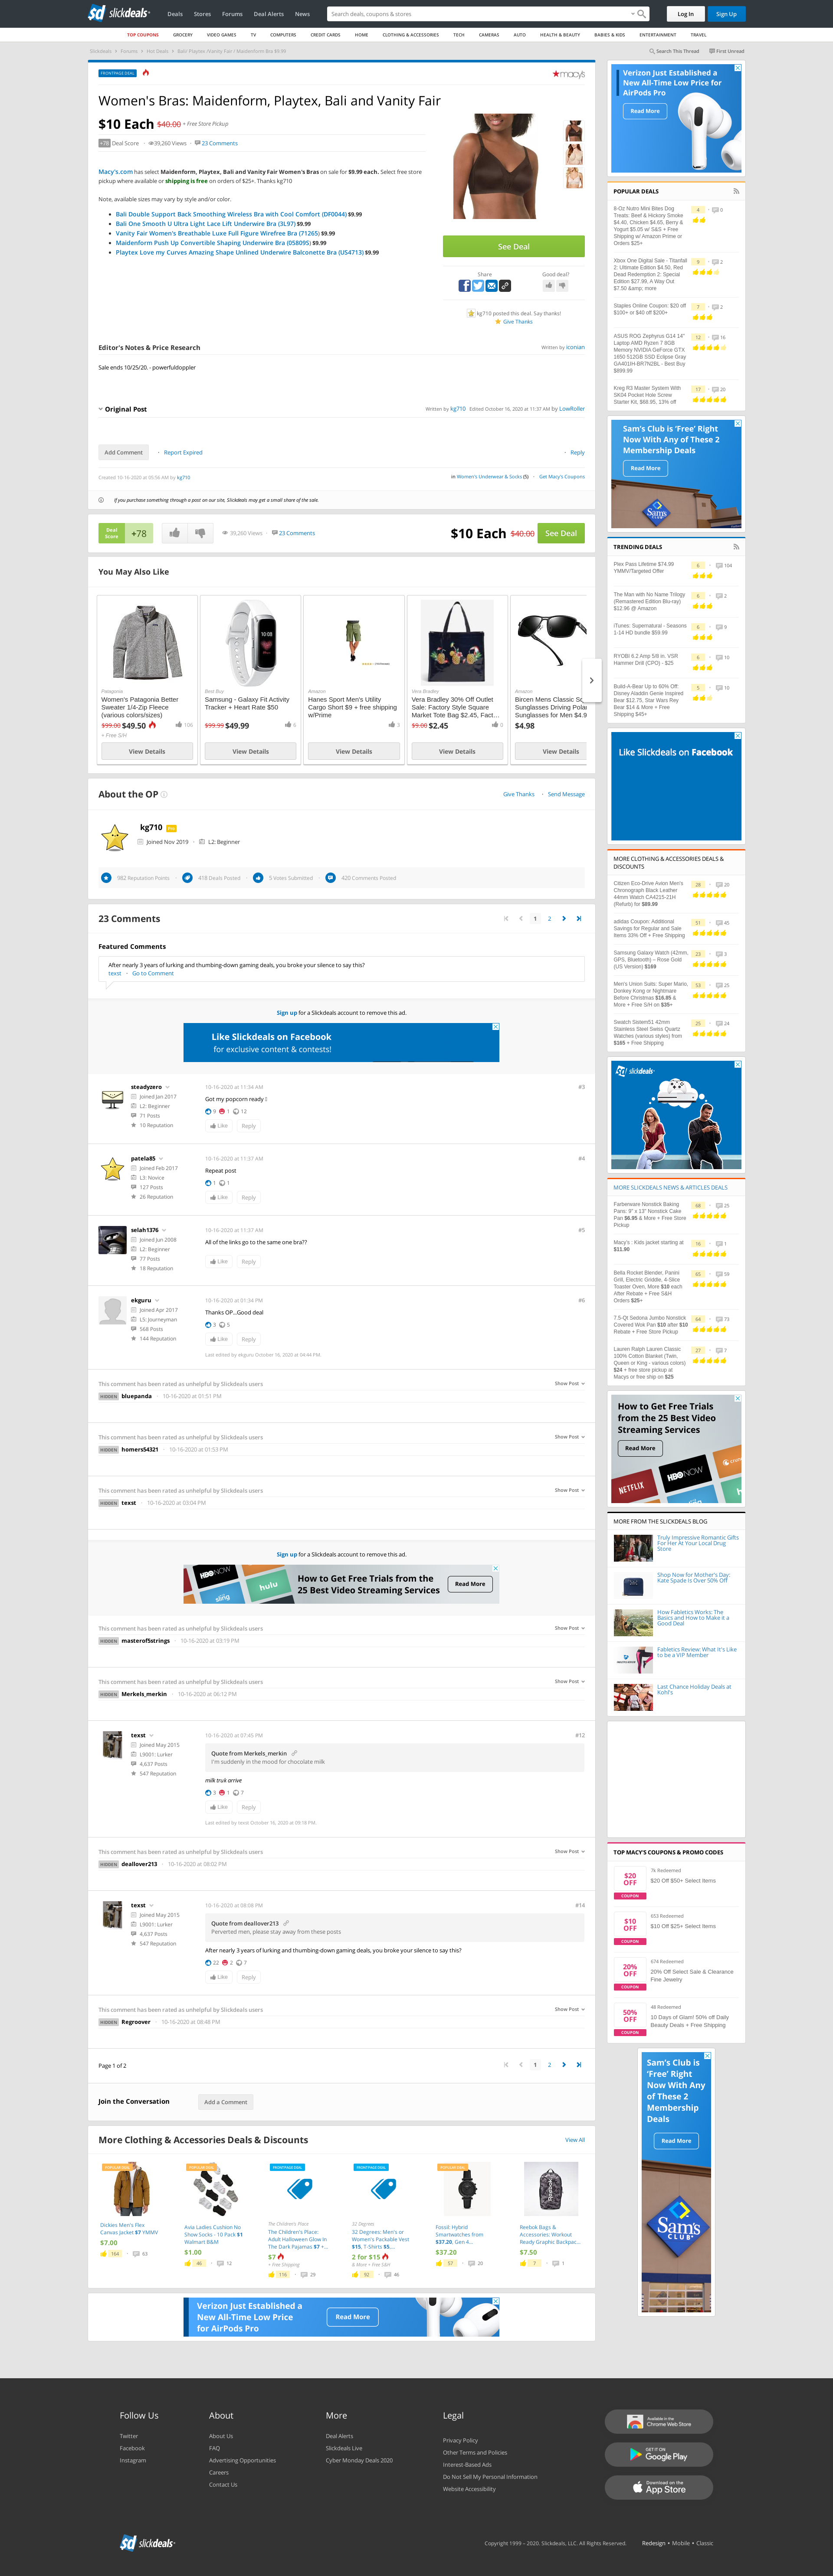 slickdeals
Deals Stores Forums Deal Alerts News
Search deals, coupons & stores
Log In Sign Up
TOP COUPONS GROCERY VIDEO GAMES TV COMPUTERS CREDIT CARDS HOME CLOTHING & ACCESSORIES TECH CAMERAS AUTO HEALTH & BEAUTY BABIES & KIDS ENTERTAINMENT TRAVEL
Slickdeals > Forums > Hot Deals > Bali/ Playtex /Vanity Fair / Maidenform Bra $9.99
Search This Thread First Unread
FRONTPAGE DEAL
macys
Women's Bras: Maidenform, Playtex, Bali and Vanity Fair
$10 Each $40.00 + Free Store Pickup
+78 Deal Score 39,260 Views 23 Comments
Macy's.com has select Maidenform, Playtex, Bali and Vanity Fair Women's Bras on sale for $9.99 each. Select free store
pickup where available or shipping is free on orders of $25+. Thanks kg710
Note, available sizes may vary by style and/or color.
Bali Double Support Back Smoothing Wireless Bra with Cool Comfort (DF0044) $9.99
Bali One Smooth U Ultra Light Lace Lift Underwire Bra (3L97) $9.99
Vanity Fair Women's Breathable Luxe Full Figure Wirefree Bra (71265) $9.99
Maidenform Push Up Convertible Shaping Underwire Bra (05809S) $9.99
Playtex Love my Curves Amazing Shape Unlined Underwire Balconette Bra (US4713) $9.99
See Deal
Share Good deal?
kg710 posted this deal. Say thanks!
Give Thanks
Editor's Notes & Price Research Written by iconian
Sale ends 10/25/20. - powerfuldoppler
Original Post Written by kg710 Edited October 16, 2020 at 11:37 AM by Lowftoller
Add Comment Report Expired Reply
Created 10-16-2020 at 05:56 AM by kg710
in Women's Underwear & Socks (5) Get Macy's Coupons
If you purchase something through a post on our site, Slickdeals may get a small share of the sale.
Deal Score +78 39,260 Views 23 Comments $10 Each $40.00 See Deal
You May Also Like
Patagonia
Women's Patagonia Better
Sweater 1/4-Zip Fleece
(various colors/sizes)
$99.00 $49.50 106
+ Free S/H
View Details
Best Buy
Samsung - Galaxy Fit Activity
Tracker + Heart Rate $50
$99.99 $49.99 6
View Details
Amazon
Hanes Sport Men's Utility
Cargo Short $9 + free shipping
w/Prime
3
View Details
Vera Bradley
Vera Bradley 30% Off Outlet
Sale: Factory Style Square
Market Tote Bag $2.45, Fact...
$9.00 $2.45 0
View Details
Amazon
Bircen Mens Classic
Sunglasses Driving
Sunglasses for Men $4.9
$4.98
View Details
About the OP Give Thanks Send Message
kg710 Pro
Joined Nov 2019 L2: Beginner
982 Reputation Points 418 Deals Posted 5 Votes Submitted 420 Comments Posted
23 Comments 1 2
Featured Comments
After nearly 3 years of lurking and thumbing-down gaming deals, you broke your silence to say this?
texst Go to Comment
Sign up for a Slickdeals account to remove this ad.
Like Slickdeals on Facebook
for exclusive content & contests!
steadyzero 10-16-2020 at 11:34 AM #3
Joined Jan 2017
L2: Beginner
71 Posts
10 Reputation
Got my popcorn ready
9 1 12
Like Reply
patela85 10-16-2020 at 11:37 AM #4
Joined Feb 2017
L3: Novice
127 Posts
26 Reputation
Repeat post
1 1
Like Reply
selah1376 10-16-2020 at 11:37 AM #5
Joined Jun 2008
L2: Beginner
77 Posts
18 Reputation
All of the links go to the same one bra??
Like Reply
ekguru 10-16-2020 at 01:34 PM #6
Joined Apr 2017
L5: Journeyman
568 Posts
144 Reputation
Thanks OP...Good deal
3 5
Like Reply
Last edited by ekguru October 16, 2020 at 04:44 PM.
This comment has been rated as unhelpful by Slickdeals users Show Post
HIDDEN bluepanda 10-16-2020 at 01:51 PM
This comment has been rated as unhelpful by Slickdeals users Show Post
HIDDEN homers54321 10-16-2020 at 01:53 PM
This comment has been rated as unhelpful by Slickdeals users Show Post
HIDDEN texst 10-16-2020 at 03:04 PM
Sign up for a Slickdeals account to remove this ad.
sling hulu
How to Get Free Trials from the
25 Best Video Streaming Services
Read More
This comment has been rated as unhelpful by Slickdeals users Show Post
HIDDEN masterof5strings 10-16-2020 at 03:19 PM
This comment has been rated as unhelpful by Slickdeals users Show Post
HIDDEN Merkels_merkin 10-16-2020 at 06:12 PM
texst 10-16-2020 at 07:45 PM #12
Joined May 2015
L9001: Lurker
4,637 Posts
547 Reputation
Quote from Merkels_merkin
I'm suddenly in the mood for chocolate milk
milk truk arrive
3 1 7
Like Reply
Last edited by texst October 16, 2020 at 09:18 PM.
This comment has been rated as unhelpful by Slickdeals users Show Post
HIDDEN deallover213 10-16-2020 at 08:02 PM
texst 10-16-2020 at 08:08 PM #14
Joined May 2015
L9001: Lurker
4,637 Posts
547 Reputation
Quote from deallover213
Perverted men, please stay away from these posts
After nearly 3 years of lurking and thumbing-down gaming deals, you broke your silence to say this?
22 2 7
Like Reply
This comment has been rated as unhelpful by Slickdeals users Show Post
HIDDEN Regroover 10-16-2020 at 08:48 PM
Page 1 of 2 1 2
Join the Conversation Add a Comment
More Clothing & Accessories Deals & Discounts View All
POPULAR DEAL
Dickies Men's Flex
Canvas Jacket $7 YMMV
$7.00
164 63
POPULAR DEAL
Avia Ladies Cushion No
Show Socks - 10 Pack $1
Walmart B&M
$1.00
46 12
FRONTPAGE DEAL
The Children's Place
The Children's Place:
Adult Halloween Glow In
The Dark Pajamas $7 +...
$7
+ Free Shipping
116 29
FRONTPAGE DEAL
32 Degrees
32 Degrees: Men's or
Women's Packable Vest
$15, T-Shirts $5,...
2 for $15
& More + Free S&H
92 46
POPULAR DEAL
Fossil: Hybrid
Smartwatches from
$37.20, Gen 4...
$37.20
57 20
Reebok Bags &
Accessories: Workout
Ready Graphic Backpac...
$7.50
7 1
Verizon Just Established a
New All-Time Low Price
for AirPods Pro
Read More
Verizon Just Established a
New All-Time Low Price for
AirPods Pro
Read More
POPULAR DEALS
8-Oz Nutro Mini Bites Dog
Treats: Beef & Hickory Smoke
$4.40, Chicken $4.65, Berry &
Yogurt $5.05 w/ S&S + Free
Shipping w/ Amazon Prime or
Orders $25+
4 0
Xbox One Digital Sale - Titanfall
2: Ultimate Edition $4.50, Red
Dead Redemption 2: Special
Edition $27.99, A Way Out
$7.50 &amp; more
9 2
Staples Online Coupon: $20 off
$100+ or $40 off $200+
7 2
ASUS ROG Zephyrus G14 14"
Laptop AMD Ryzen 7 8GB
Memory NVIDIA GeForce GTX
1650 512GB SSD Eclipse Gray
GA401IH-BR7N2BL - Best Buy
$899.99
12 16
Kreg R3 Master System With
SK04 Pocket Hole Screw
Starter Kit, $68.95, 13% off
17 20
Sam's Club is 'Free' Right
Now With Any of These 2
Membership Deals
Read More
TRENDING DEALS
Plex Pass Lifetime $74.99
YMMV/Targeted Offer
6 104
The Man with No Name Trilogy
(Remastered Edition Blu-ray)
$12.96 @ Amazon
6 2
iTunes: Supernatural - Seasons
1-14 HD bundle $59.99
6 9
RYOBI 6.2 Amp 5/8 in. VSR
Hammer Drill (CPO) - $25
6 10
Build-A-Bear Up to 60% Off:
Disney Aladdin Genie Inspired
Bear $12.75, Star Wars Rey
Bear $14 & More + Free
Shipping $45+
5 10
Like Slickdeals on Facebook
MORE CLOTHING & ACCESSORIES DEALS &
DISCOUNTS
Citizen Eco-Drive Avion Men's
Chronograph Black Leather
44mm Watch CA4215-21H
(Refurb) for $89.99
28 20
adidas Coupon: Additional
Savings for Regular and Sale
Items 33% Off + Free Shipping
51 45
Samsung Galaxy Watch (42mm,
GPS, Bluetooth) – Rose Gold
(US Version) $169
23 3
Men's Union Suits: Super Mario,
Donkey Kong or Nightmare
Before Christmas $16.85 &
More + Free S/H on $35+
53 25
Swatch Sistem51 42mm
Stainless Steel Swiss Quartz
Watches (various styles) from
$165 + Free Shipping
25 24
slickdeals
MORE SLICKDEALS NEWS & ARTICLES DEALS
Farberware Nonstick Baking
Pans: 9" x 13" Nonstick Cake
Pan $6.95 & More + Free Store
Pickup
68 25
Macy's : Kids jacket starting at
$11.90
16 1
Bella Rocket Blender, Panini
Grill, Electric Griddle, 4-Slice
Toaster Oven, More $10 each
After Rebate + Free S&H
Orders $25+
65 59
7.5-Qt Sedona Jumbo Nonstick
Covered Wok Pan $10 after $10
Rebate + Free Store Pickup
64 73
Lauren Ralph Lauren Classic
100% Cotton Blanket (Twin,
Queen or King - various colors)
$24 + free store pickup at
Macys or free ship on $25
27 7
How to Get Free Trials
from the 25 Best Video
Streaming Services
Read More
NETFLIX HBO NOW
MORE FROM THE SLICKDEALS BLOG
Truly Impressive Romantic Gifts
For Her At Your Local Drug
Store
Shop Now for Mother's Day:
Kate Spade Is Over 50% Off
How Fabletics Works: The
Basics and How to Make it a
Good Deal
Fabletics Review: What It's Like
to be a VIP Member
Last Chance Holiday Deals at
Kohl's
TOP MACY'S COUPONS & PROMO CODES
$20 OFF COUPON
7k Redeemed
$20 Off $50+ Select Items
$10 OFF COUPON
653 Redeemed
$10 Off $25+ Select Items
20% OFF COUPON
674 Redeemed
20% Off Select Sale & Clearance
Fine Jewelry
50% OFF COUPON
48 Redeemed
10 Days of Glam! 50% off Daily
Beauty Deals + Free Shipping
Sam's Club is
'Free' Right
Now With Any
of These 2
Membership
Deals
Read More
Sam's CLUB
Follow Us
Twitter
Facebook
Instagram
About
About Us
FAQ
Advertising Opportunities
Careers
Contact Us
More
Deal Alerts
Slickdeals Live
Cyber Monday Deals 2020
Legal
Privacy Policy
Other Terms and Policies
Interest-Based Ads
Do Not Sell My Personal Information
Website Accessibility
Available in the
Chrome Web Store
GET IT ON
Google Play
Download on the
App Store
slickdeals
Copyright 1999 – 2020. Slickdeals, LLC. All Rights Reserved. Redesign • Mobile • Classic